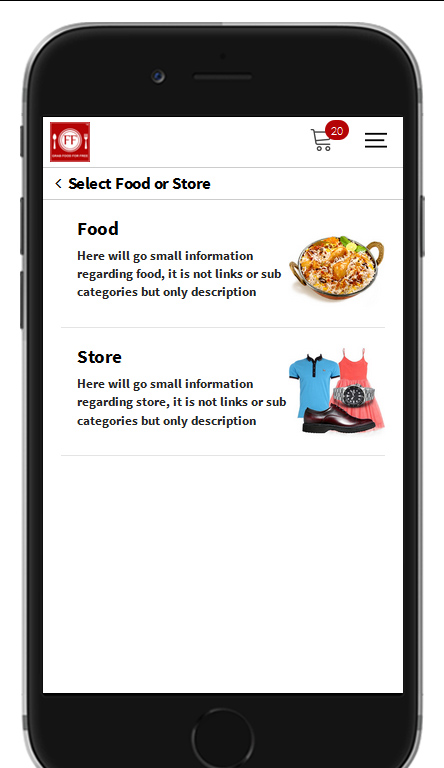 FF
20
Select Food or Store
Food
Here will go small information
regarding food, it is not links or sub
categories but only description
Store
Here will go small information
regarding store, it is not links or sub
categories but only description